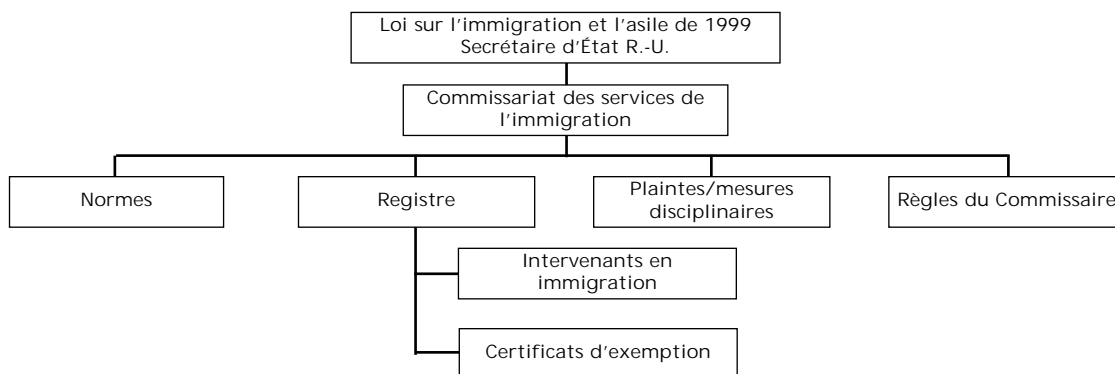 Loi sur l'immigration et l'asile de 1999
Secrétaire d'État R.-U.
Commissariat des services de
l'immigration
Normes
Registre
Plaintes/mesures
disciplinaires
Règles du Commissaire
Intervenants en
immigration
Certificats d'exemption